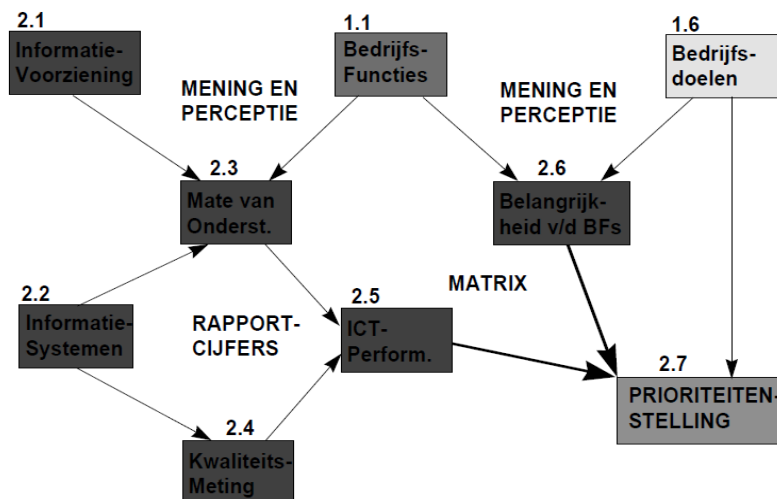 2.1
Informatie-
Voorziening
1.1
Bedrijfs-
Functies
1.6
Bedrijfs-
doelen
MENING EN
PERCEPTIE
MENING EN
PERCEPTIE
2.3
Mate van
Onderst.
2.6
Belangrijk-
heid v/d BFs
2.2
Informatie-
Systemen
RAPPORT-
CIJFERS
2.5
ICT-
Perform.
MATRIX
2.7
PRIORITEITEN-
STELLING
2.4
Kwaliteits-
Meting